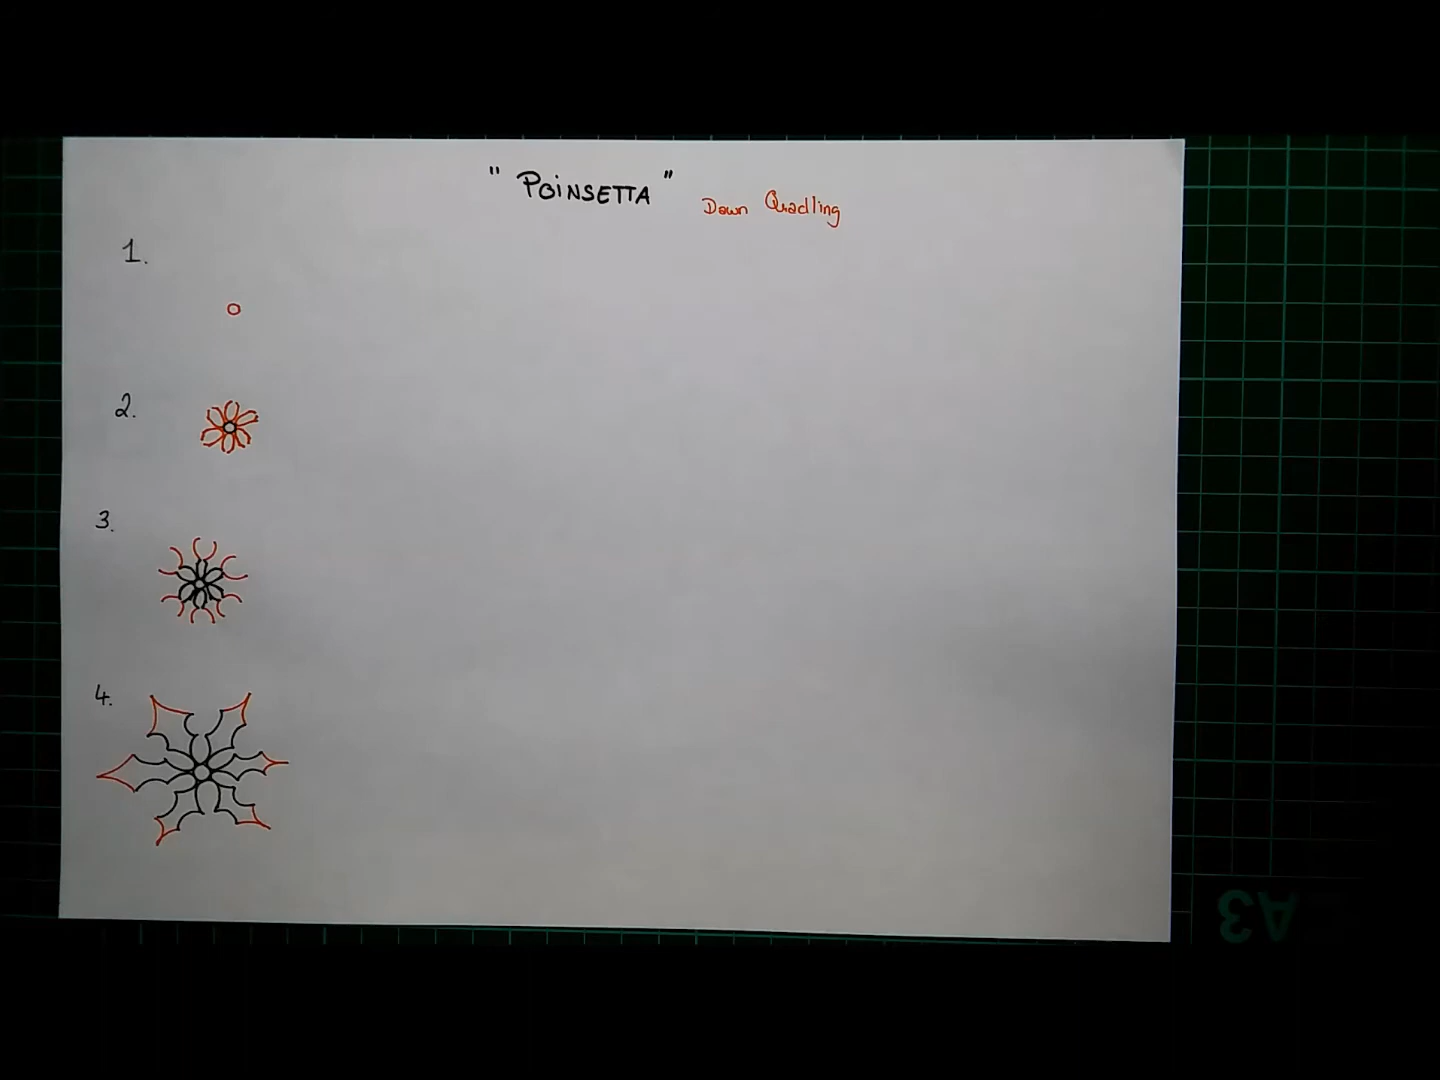 " POiNSETTA " Dawn Quadling
1.
2.
3.
4.
A3